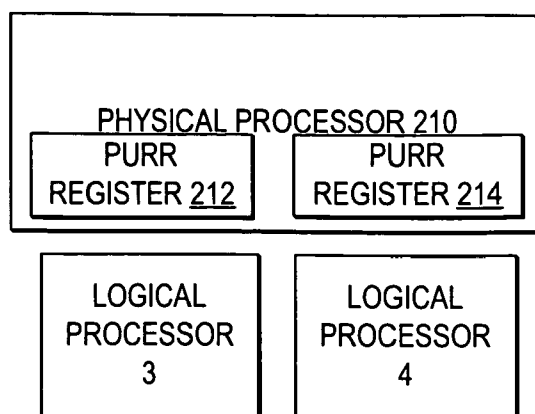 PHYSICAL PROCESSOR 210
PURR
REGISTER 212
PURR
REGISTER 214
LOGICAL
PROCESSOR
3
LOGICAL
PROCESSOR
4